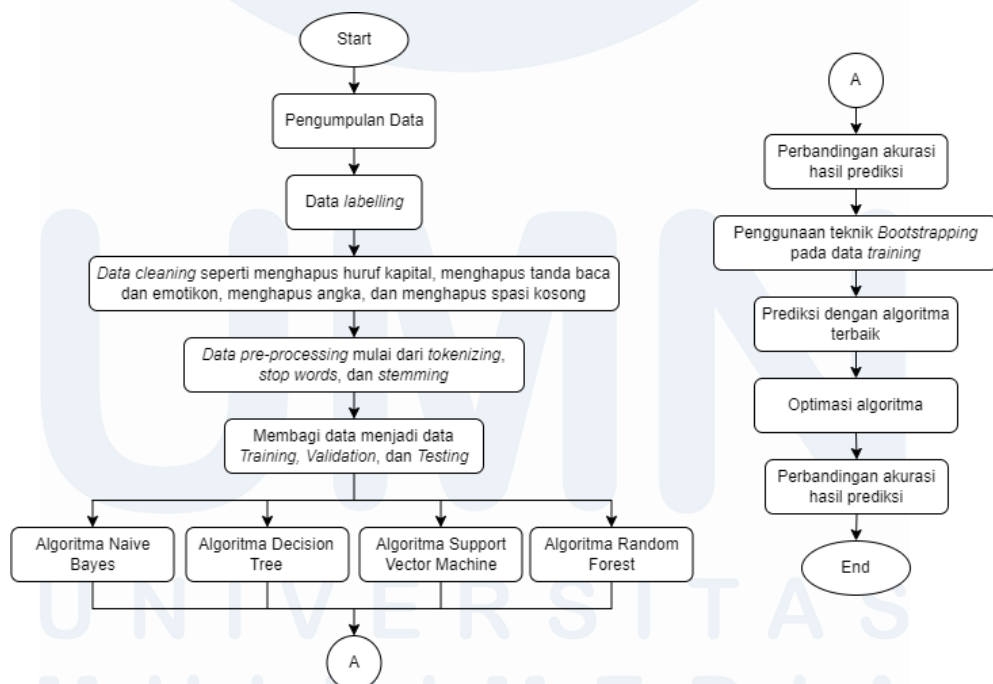 Start
Pengumpulan Data
Data labelling
Data cleaning seperti menghapus huruf kapital, menghapus tanda baca
dan emotikon, menghapus angka, dan menghapus spasi kosong
Data pre-processing mulai dari tokenizing,
stop words, dan stemming
Membagi data menjadi data
Training, Validation, dan Testing
Algoritma Naive
Bayes
Algoritma Decision
Tree
Algoritma Support
Vector Machine
Algoritma Random
Forest
A
A
Perbandingan akurasi
hasil prediksi
Penggunaan teknik Bootstrapping
pada data training
Prediksi dengan algoritma
terbaik
Optimasi algoritma
Perbandingan akurasi
hasil prediksi
End
UMN
UNIVERSITAS